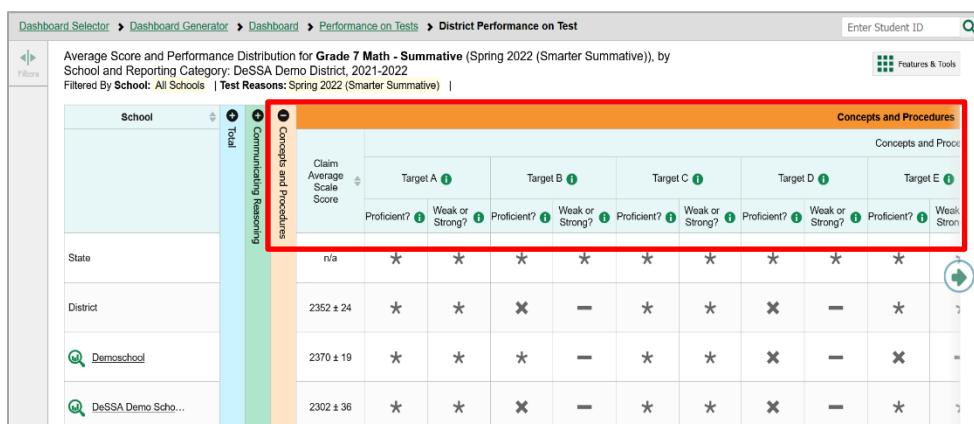 Dashboard Selector > Dashboard Generator > Dashboard > Performance on Tests > District Performance on Test
Enter Student ID
Filters
Average Score and Performance Distribution for Grade 7 Math - Summative (Spring 2022 (Smarter Summative)), by
School and Reporting Category: DeSSA Demo District, 2021-2022
Filtered By School: All Schools | Test Reasons: Spring 2022 (Smarter Summative) |
Features & Tools
School
Total
Communicating Reasoning
Concepts and Procedures
Concepts and Procedures
Concepts and Proce
Claim
Average
Scale
Score
Target A Target B Target C Target D Target E
Proficient? Weak or Strong? Proficient? Weak or Strong? Proficient? Weak or Strong? Proficient? Weak or Strong? Proficient? Weak Stron
State n/a * * * * * * * * *
District 2352 ± 24 * * × – * * × – *
Demoschool 2370 ± 19 * * * – * * × – ×
DeSSA Demo Scho... 2302 ± 36 * * × – * * × – *